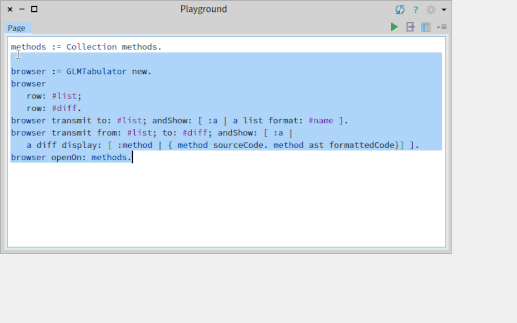 Playground
?
Page
methods := Collection methods.
browser := GLMTabulator new.
browser
row: #list;
row: #diff.
browser transmit to: #list; andShow: [ :a | a list format: #name ].
browser transmit from: #list; to: #diff; andShow: [ :a |
a diff display: [ :method | { method sourceCode. method ast formattedCode}] ].
browser openOn: methods.